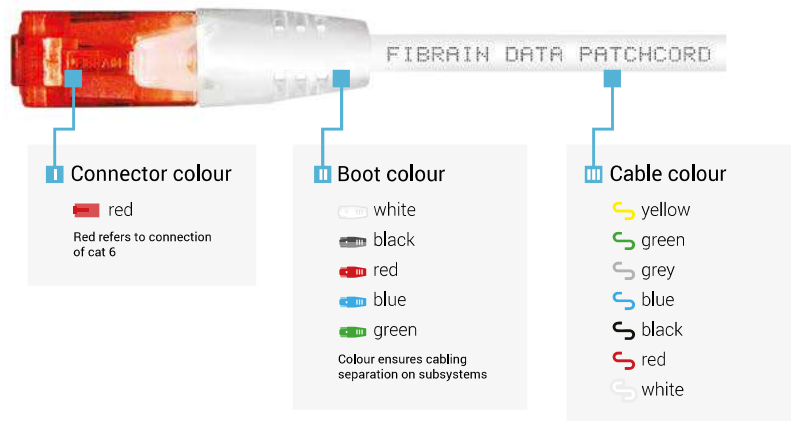 FIBRAIN
FIBRAIN DATA PATCHCORD
I Connector colour
red
Red refers to connection
of cat 6
II Boot colour
white
black
red
blue
green
Colour ensures cabling
separation on subsystems
III Cable colour
yellow
green
grey
blue
black
red
white